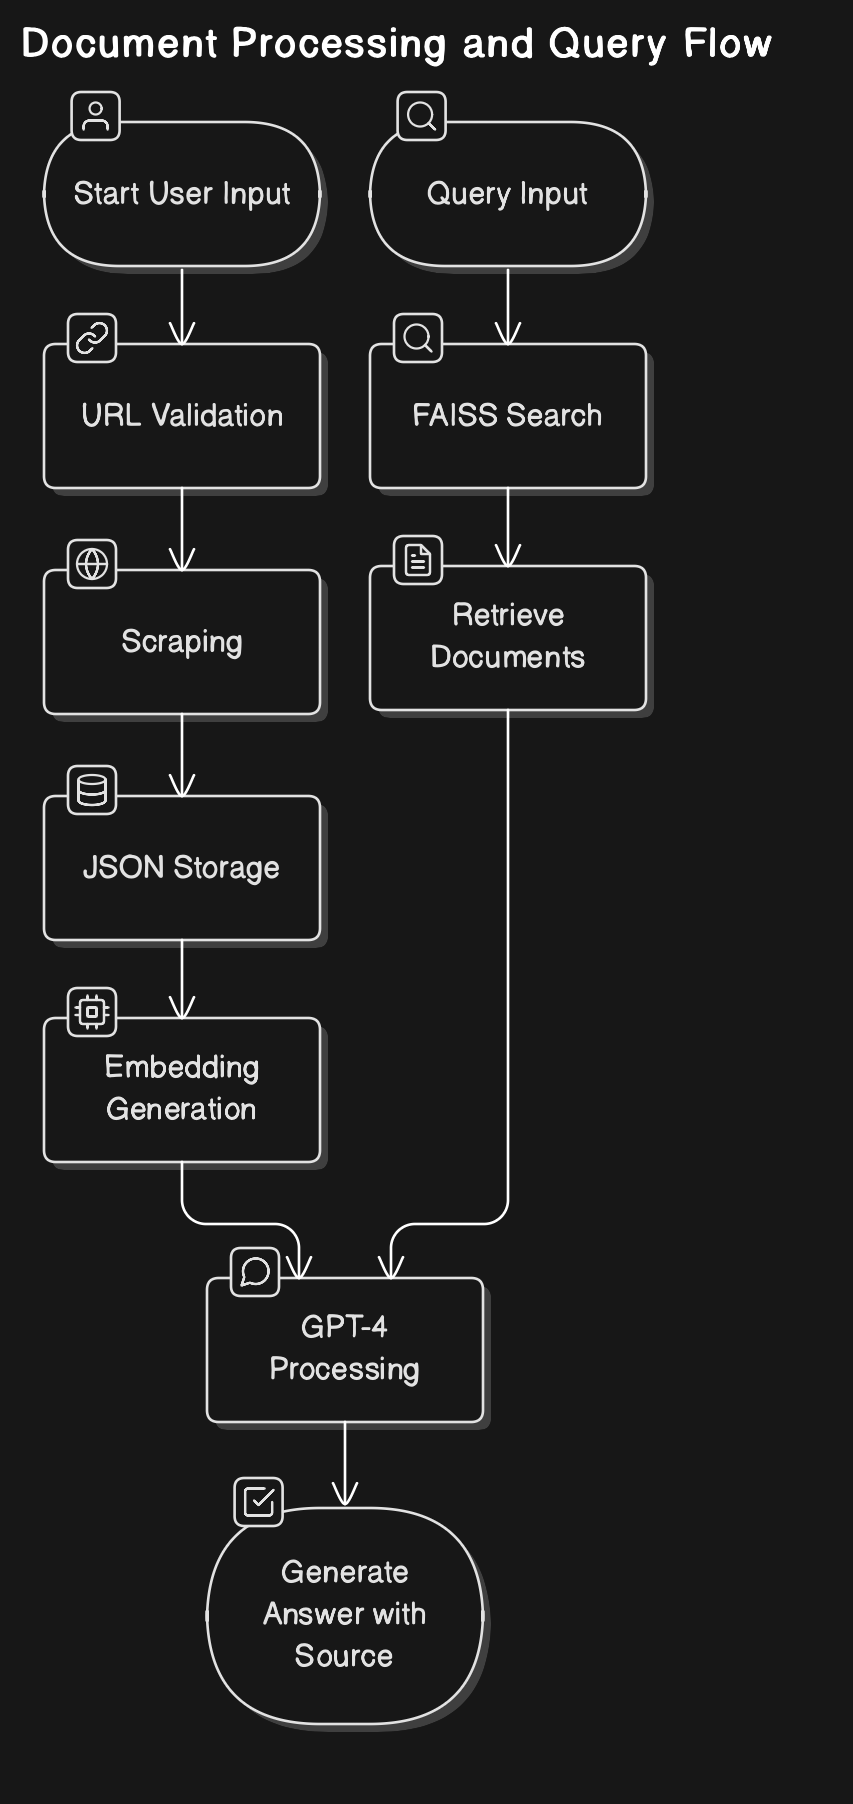 Document Processing and Query Flow
Start User Input
Query Input
URL Validation
FAISS Search
Scraping
Retrieve
Documents
JSON Storage
Embedding
Generation
GPT-4
Processing
Generate
Answer with
Source